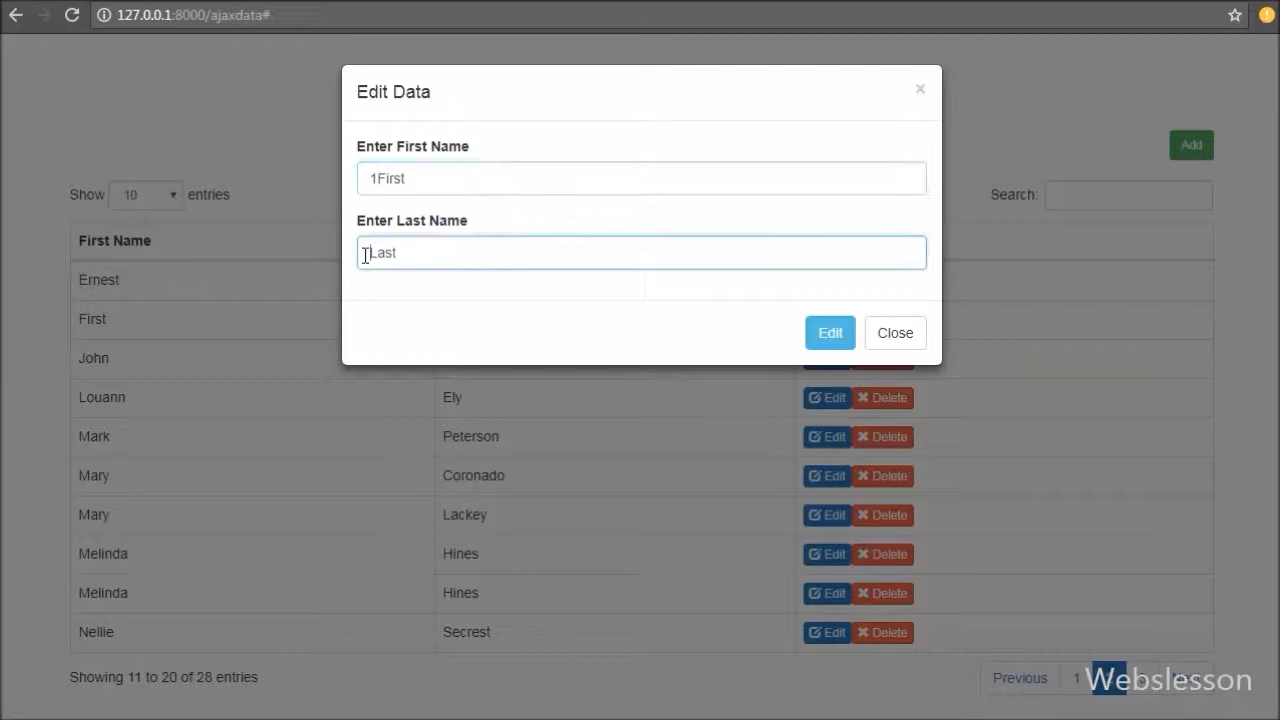 127.0.0.1:8000/ajaxdata#
Edit Data
×
Enter First Name
1First
Enter Last Name
Last
Edit Close
Add
Show 10 entries
Search:
First Name
Ernest
First
John
Louann Ely Edit Delete
Mark Peterson Edit Delete
Mary Coronado Edit Delete
Mary Lackey Edit Delete
Melinda Hines Edit Delete
Melinda Hines Edit Delete
Nellie Secrest Edit Delete
Showing 11 to 20 of 28 entries
Previous 1
Webslesson